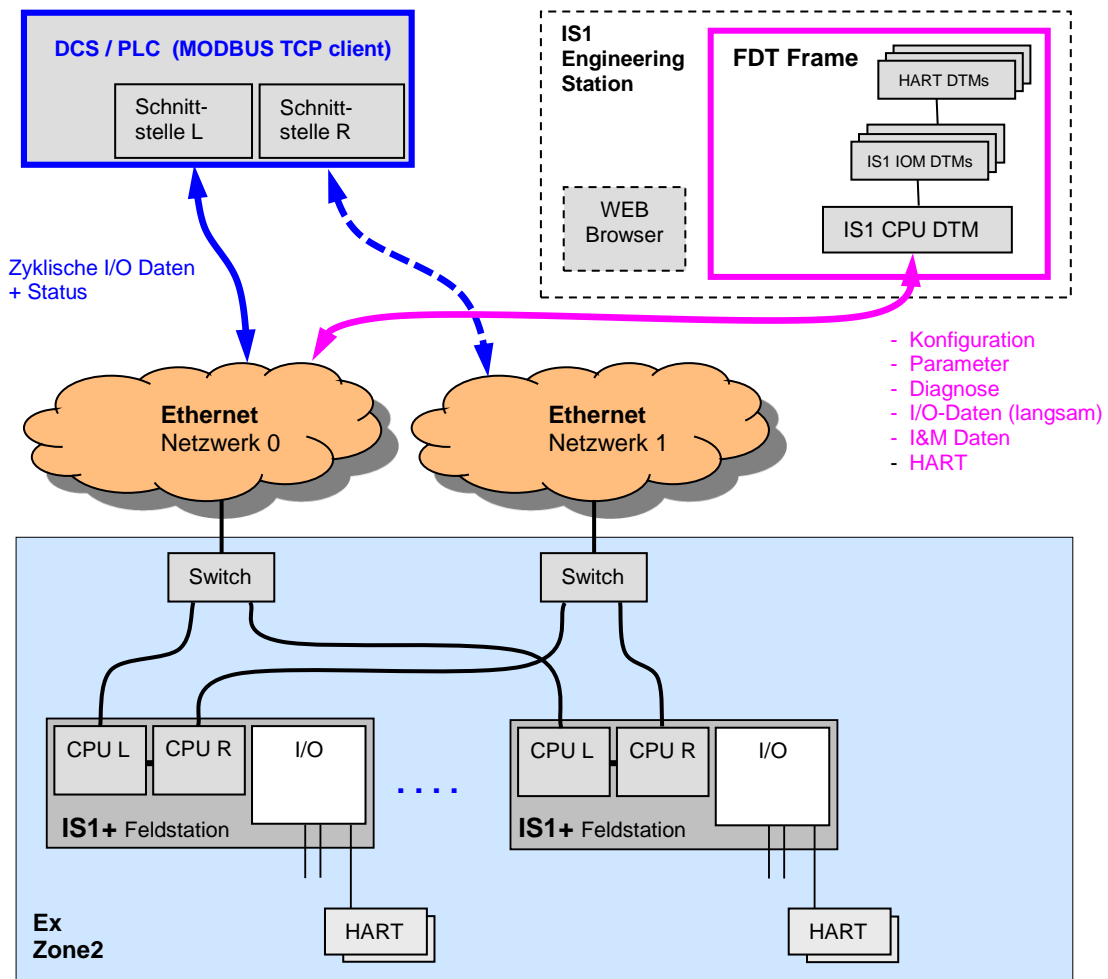 DCS / PLC  (MODBUS TCP client)
Schnitt-
stelle L
Schnitt-
stelle R
IS1
Engineering
Station
FDT Frame
HART DTMs
IS1 IOM DTMs
IS1 CPU DTM
WEB
Browser
Zyklische I/O Daten
+ Status
- Konfiguration
- Parameter
- Diagnose
- I/O-Daten (langsam)
- I&M Daten
- HART
Ethernet
Netzwerk 0
Ethernet
Netzwerk 1
Switch
Switch
CPU L
CPU R
I/O
IS1+ Feldstation
. . . .
CPU L
CPU R
I/O
IS1+ Feldstation
HART
HART
Ex
Zone2